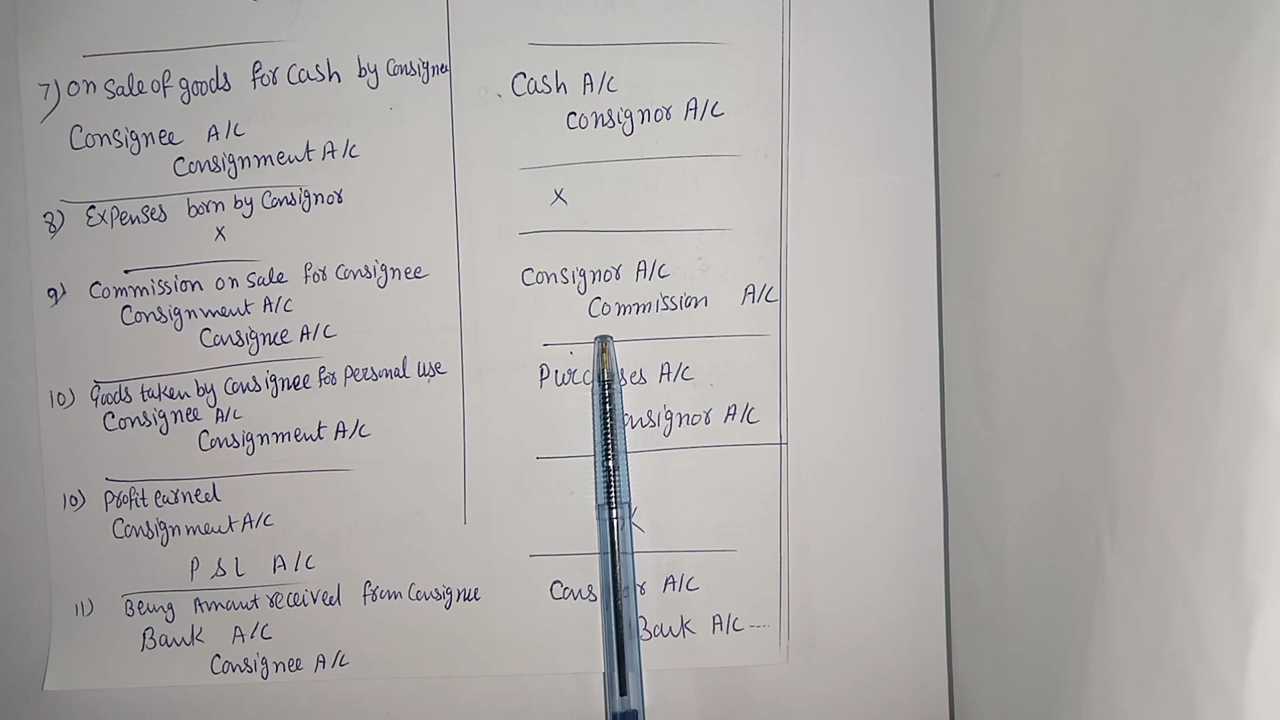 7) On sale of goods for cash by Consignee
Consignee A/C
Consignment A/C
Cash A/C
Consignor A/C
8) Expenses born by Consignor
X
X
9) Commission on sale for Consignee
Consignment A/C
Consignee A/C
Consignor A/C
Commission A/C
10) Goods taken by Consignee for Personal use
Consignee A/C
Consignment A/C
A/C
A/C
10) Profit earned
Consignment A/C
P & L A/C
11) Being Amount received from Consignee
Bank A/C
Consignee A/C
A/C
Bank A/C ----